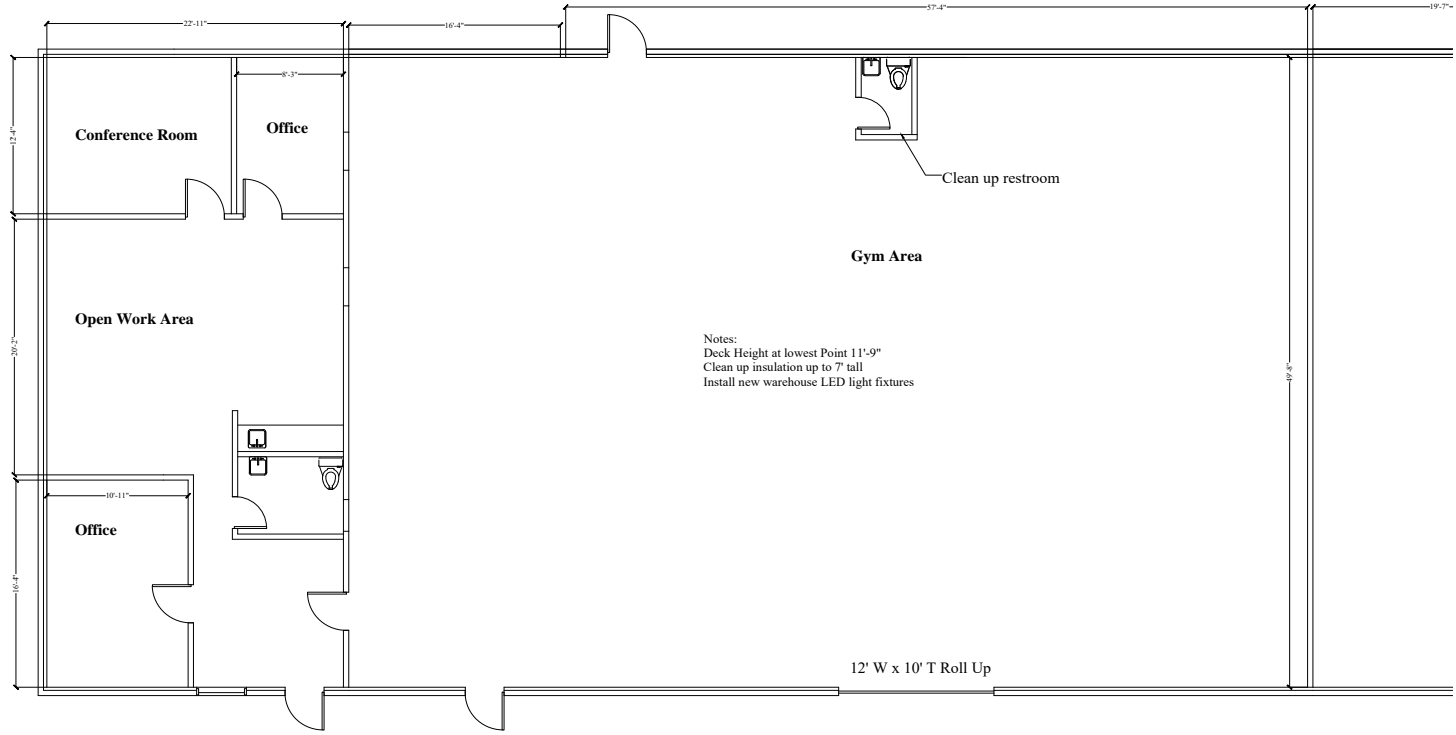 57'-4"
19'-7"
22'-11"
16'-4"
8'-3"
Conference Room
Office
12'-4"
Clean up restroom
Gym Area
Open Work Area
20'-2"
Notes:
Deck Height at lowest Point 11'-9"
Clean up insulation up to 7' tall
Install new warehouse LED light fixtures
49'-8"
10'-11"
Office
16'-4"
12' W x 10' T Roll Up